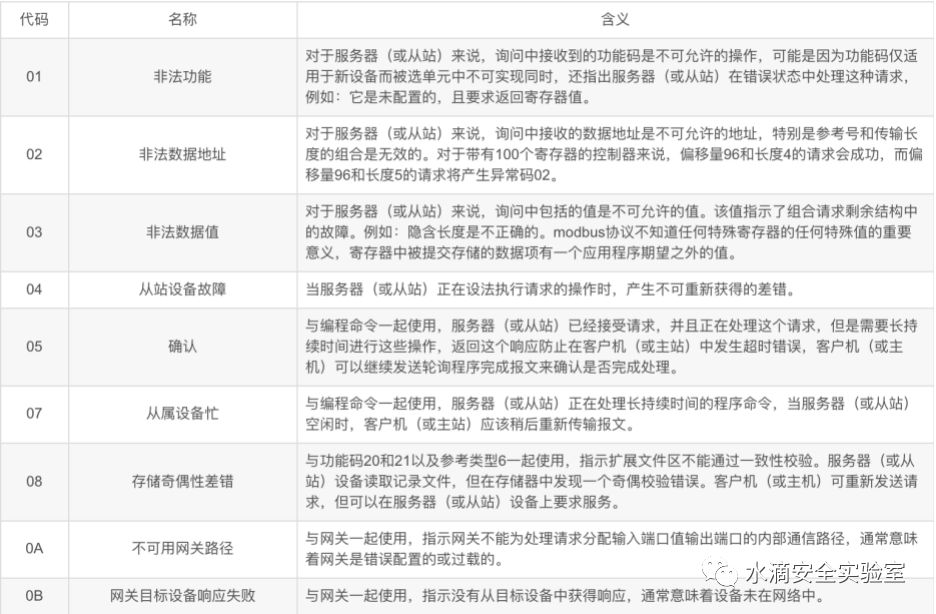 代码 名称 含义
对于服务器（或从站）来说，询问中接收到的功能码是不可允许的操作，可能是因为功能码仅适
01 非法功能 用于新设备而被选单元中不可实现同时，还指出服务器（或从站）在错误状态中处理这种请求，
例如：它是未配置的，且要求返回寄存器值。
对于服务器（或从站）来说，询问中接收的数据地址是不可允许的地址，特别是参考号和传输长
02 非法数据地址 度的组合是无效的。对于带有100个寄存器的控制器来说，偏移量96和长度4的请求会成功，而偏
移量96和长度5的请求将产生异常码02。
对于服务器（或从站）来说，询问中包括的值是不可允许的值。该值指示了组合请求剩余结构中
03 非法数据值 的故障。例如：隐含长度是不正确的。modbus协议不知道任何特殊寄存器的任何特殊值的重要
意义，寄存器中被提交存储的数据项有一个应用程序期望之外的值。
04 从站设备故障 当服务器（或从站）正在设法执行请求的操作时，产生不可重新获得的差错。
与编程命令一起使用，服务器（或从站）已经接受请求，并且正在处理这个请求，但是需要长持
05 确认 续时间进行这些操作，返回这个响应防止在客户机（或主站）中发生超时错误，客户机（或主
机）可以继续发送轮询程序完成报文来确认是否完成处理。
07 从属设备忙 与编程命令一起使用，服务器（或从站）正在处理长持续时间的程序命令，当服务器（或从站）
空闲时，客户机（或主站）应该稍后重新传输报文。
与功能码20和21以及参考类型6一起使用，指示扩展文件区不能通过一致性校验。服务器（或从
08 存储奇偶性差错 站）设备读取记录文件，但在存储器中发现一个奇偶校验错误。客户机（或主机）可重新发送请
求，但可以在服务器（或从站）设备上要求服务。
0A 不可用网关路径 与网关一起使用，指示网关不能为处理请求分配输入端口值输出端口的内部通信路径，通常意味
着网关是错误配置的或过载的。
0B 网关目标设备响应失败 与网关一起使用，指示没有从目标设备中获得响应，通常意味着设备未在网络中。
水滴安全实验室